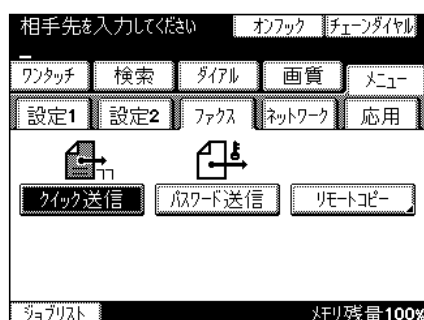 相手先を入力してください オンフック チェーンダイヤル
ワンタッチ 検索 ダイアル 画質 メニュー
設定1 設定2 ファクス ネットワーク 応用
クイック送信 パスワード送信 リモートコピー
ジョブリスト メモリ残量100%